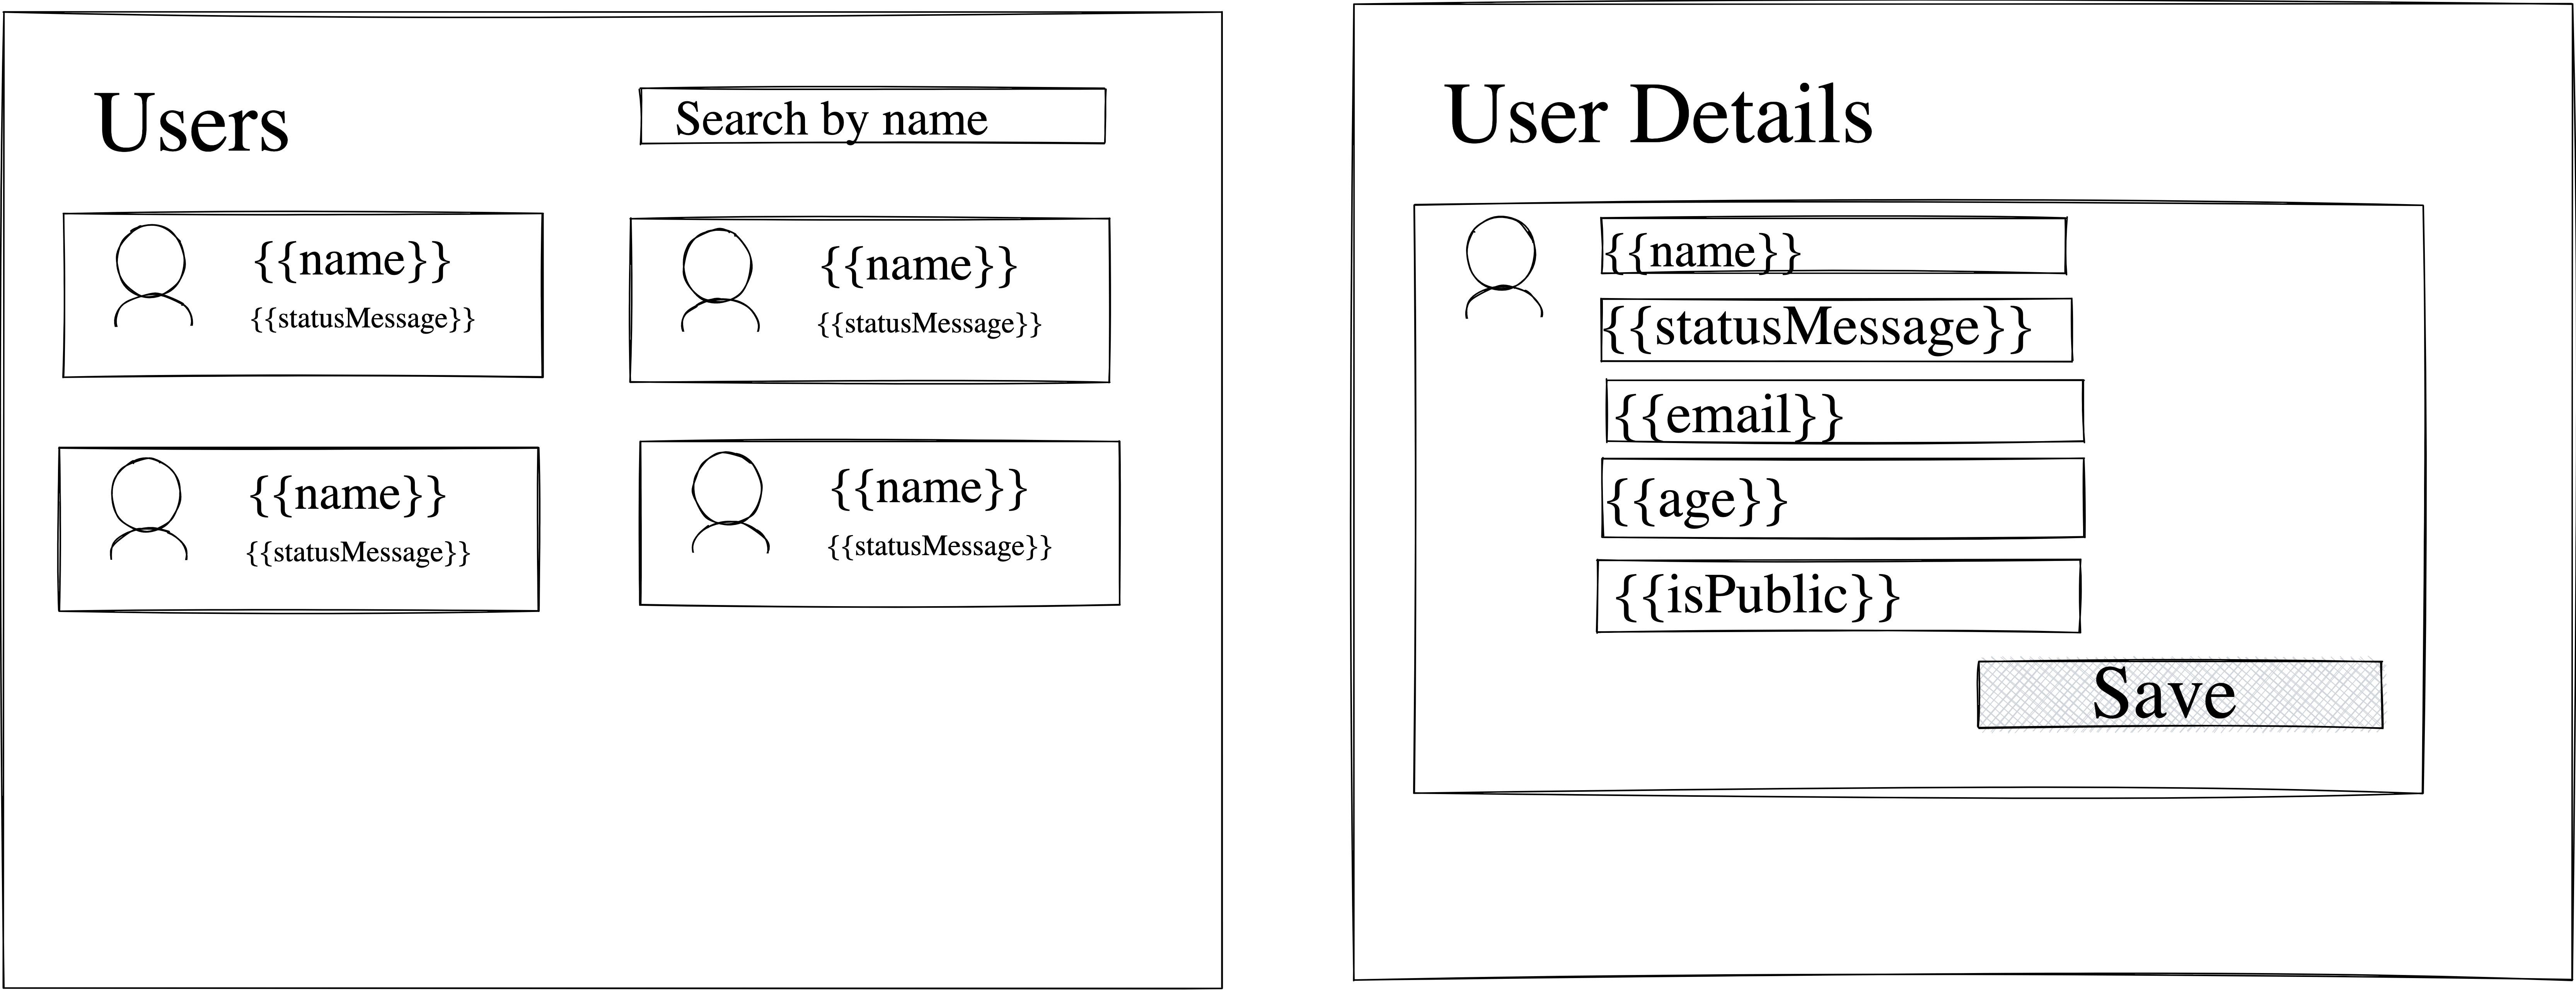 Users
Search by name
{{name}}
{{statusMessage}}
{{name}}
{{statusMessage}}
{{name}}
{{statusMessage}}
{{name}}
{{statusMessage}}
User Details
{{name}}
{{statusMessage}}
{{email}}
{{age}}
{{isPublic}}
Save